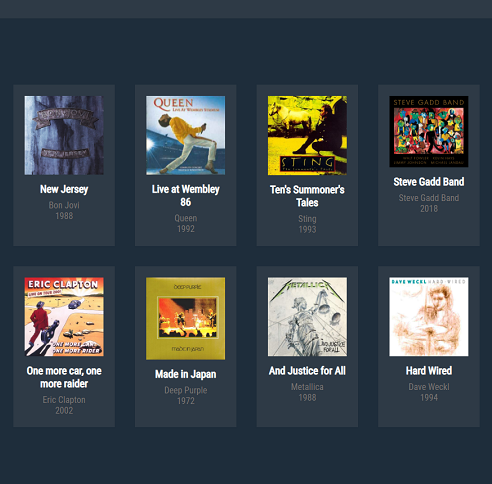 QUEEN
LIVE AT WEMBLEY STADIUM
STING
Ten Summoner's Tales
STEVE GADD BAND
New Jersey
Bon Jovi
1988
Live at Wembley
86
Queen
1992
Ten's Summoner's
Tales
Sting
1993
Steve Gadd Band
Steve Gadd Band
2018
ERIC CLAPTON
ONE MORE CAR,
ONE MORE RIDER
DEEP PURPLE
MADE IN JAPAN
METALLICA
...AND JUSTICE
FOR ALL
DAVE WECKL HARD-WIRED
One more car, one
more raider
Eric Clapton
2002
Made in Japan
Deep Purple
1972
And Justice for All
Metallica
1988
Hard Wired
Dave Weckl
1994